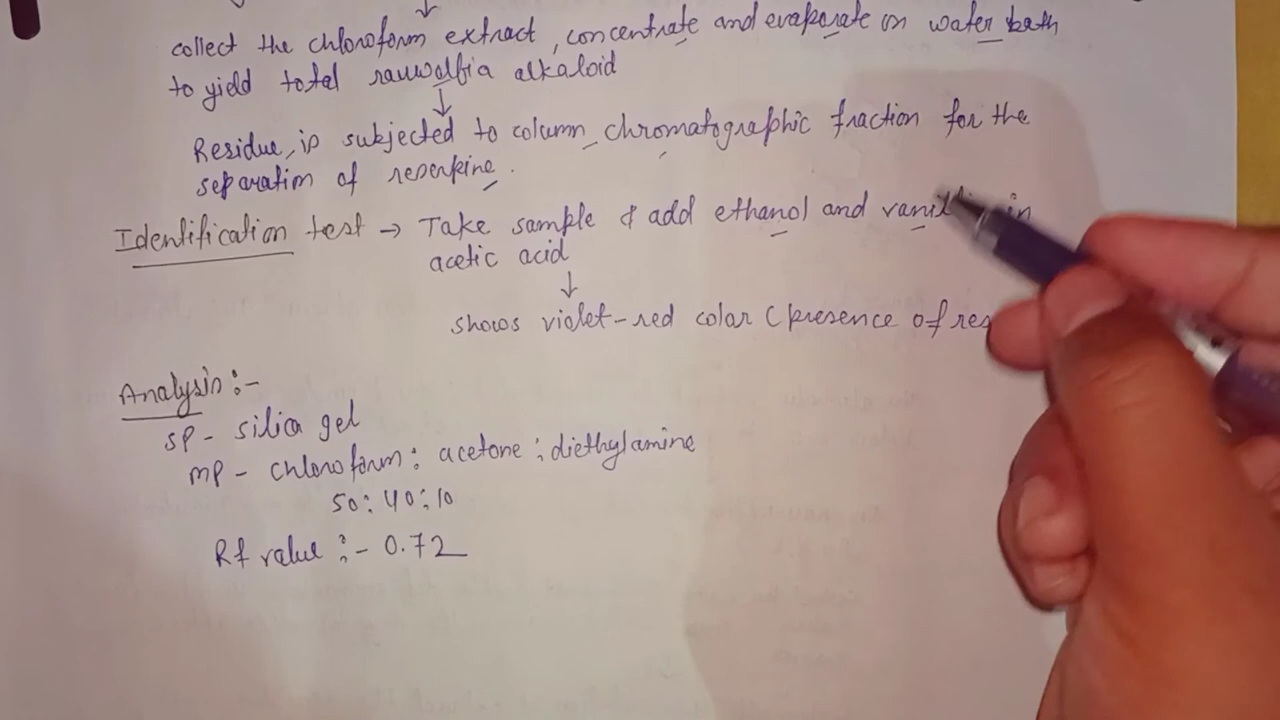 collect the chloroform extract, concentrate and evaporate on water bath
to yield total rauwolfia alkaloid
↓
Residue is subjected to column chromatographic fraction for the
separation of reserpine.
Identification test → Take sample & add ethanol and in
acetic acid
↓
shows violet-red color (presence of
Analysis :-
SP - silica gel
MP - chloroform : acetone : diethylamine
50 : 40 : 10
Rf value :- 0.72